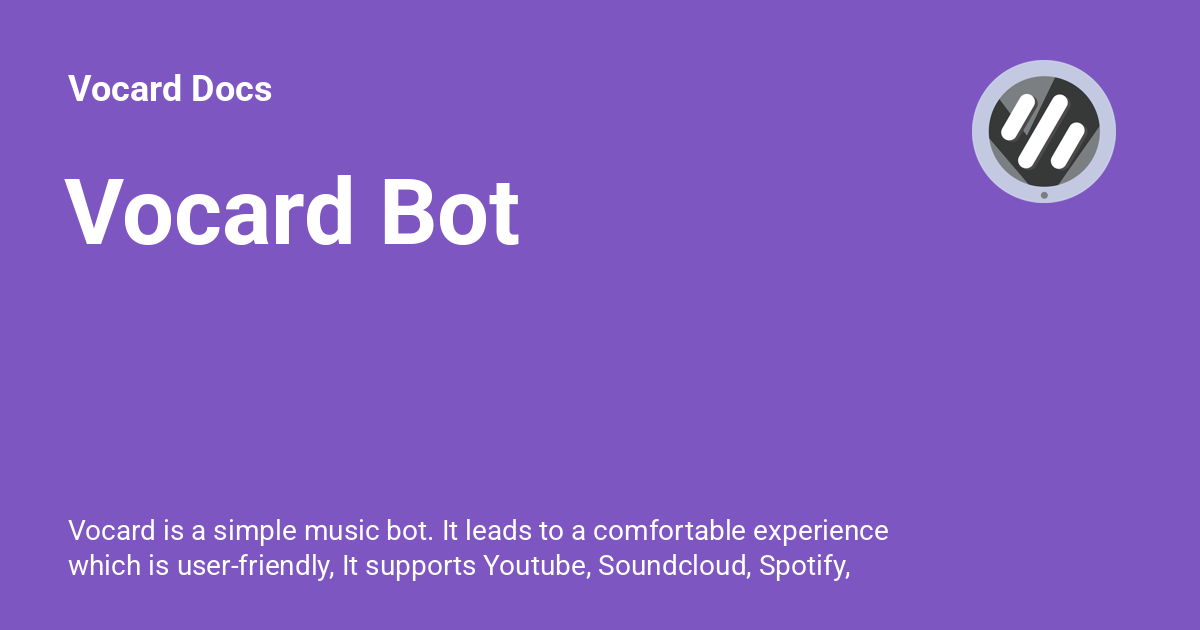 Vocard Docs
Vocard Bot
Vocard is a simple music bot. It leads to a comfortable experience
which is user-friendly, It supports Youtube, Soundcloud, Spotify,